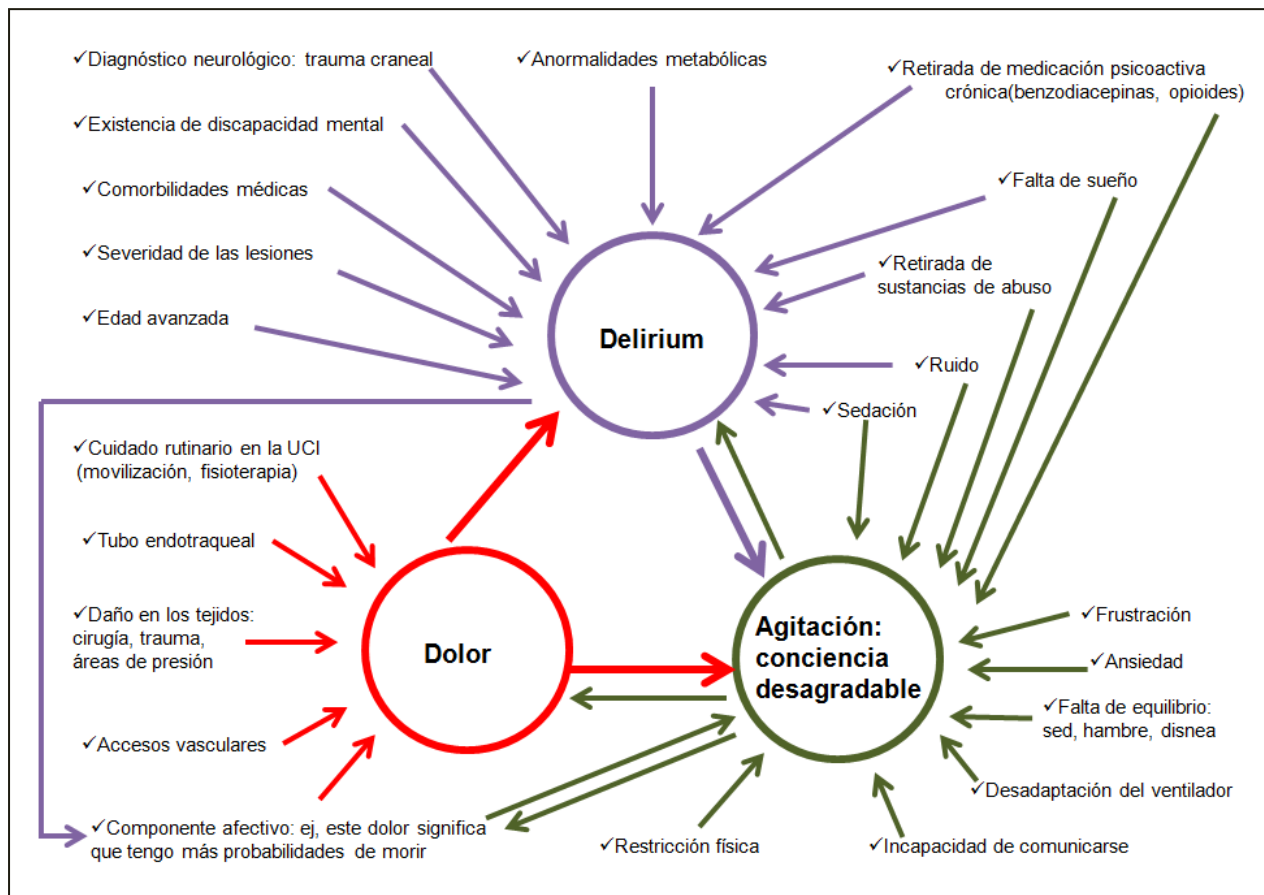 ✓Diagnóstico neurológico: trauma craneal
✓Anormalidades metabólicas
✓Retirada de medicación psicoactiva
crónica(benzodiacepinas, opioides)
✓Existencia de discapacidad mental
✓Comorbilidades médicas
✓Falta de sueño
✓Severidad de las lesiones
✓Retirada de
sustancias de abuso
✓Edad avanzada
Delirium
✓Ruido
✓Sedación
✓Cuidado rutinario en la UCI
(movilización, fisioterapia)
✓Tubo endotraqueal
✓Daño en los tejidos:
cirugía, trauma,
áreas de presión
Dolor
Agitación:
conciencia
desagradable
✓Frustración
✓Ansiedad
✓Falta de equilibrio:
sed, hambre, disnea
✓Accesos vasculares
✓Desadaptación del ventilador
✓Componente afectivo: ej, este dolor significa
que tengo más probabilidades de morir
✓Restricción física
✓Incapacidad de comunicarse